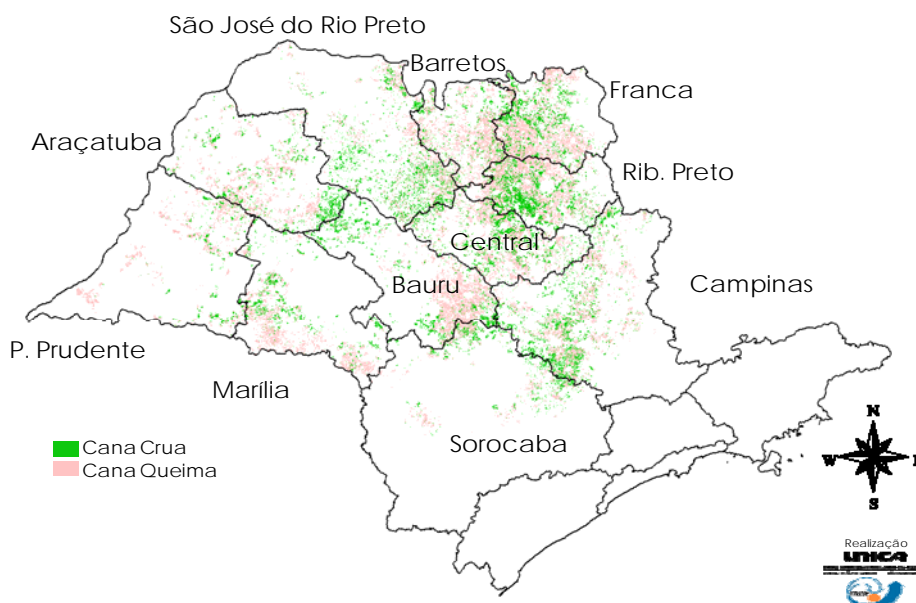 São José do Rio Preto
Barretos
Franca
Araçatuba
Rib. Preto
Central
Bauru
Campinas
P. Prudente
Marília
Sorocaba
Cana Crua
Cana Queima
N
W
S
Realização
UNICA